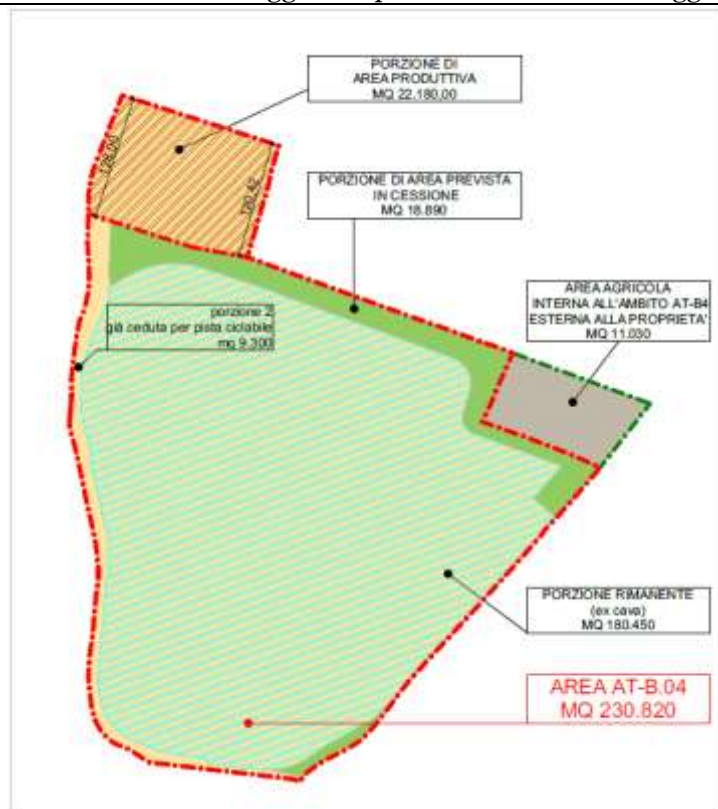 PORZIONE DI
AREA PRODUTTIVA
MQ 22.180,00
PORZIONE DI AREA PREVISTA
IN CESSIONE
MQ 18.890
AREA AGRICOLA
INTERNA ALL'AMBITO AT-B4
ESTERNA ALLA PROPRIETA'
MQ 11.030
porzione 2
già ceduta per pista ciclabile
mq 9.300
PORZIONE RIMANENTE
(ex cava)
MQ 180.450
AREA AT-B.04
MQ 230.820